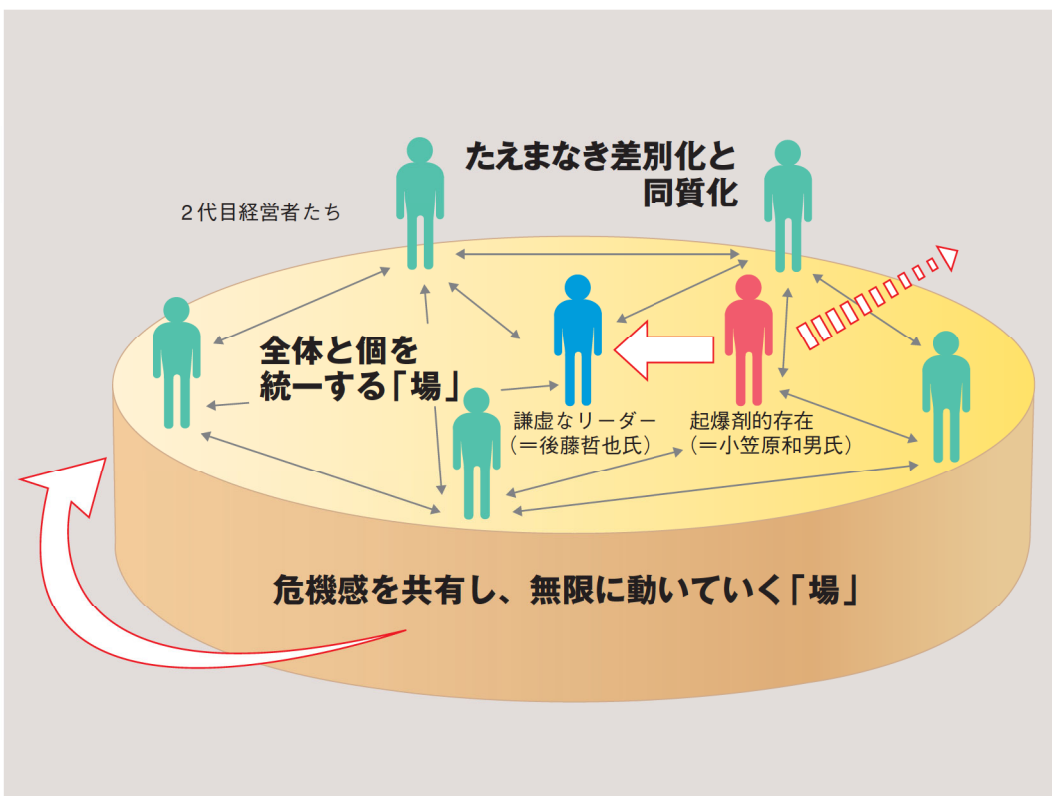 たえまなき差別化と
同質化
２代目経営者たち
全体と個を
統一する「場」
謙虚なリーダー
（＝後藤哲也氏）
起爆剤的存在
（＝小笠原和男氏）
危機感を共有し、無限に動いていく「場」